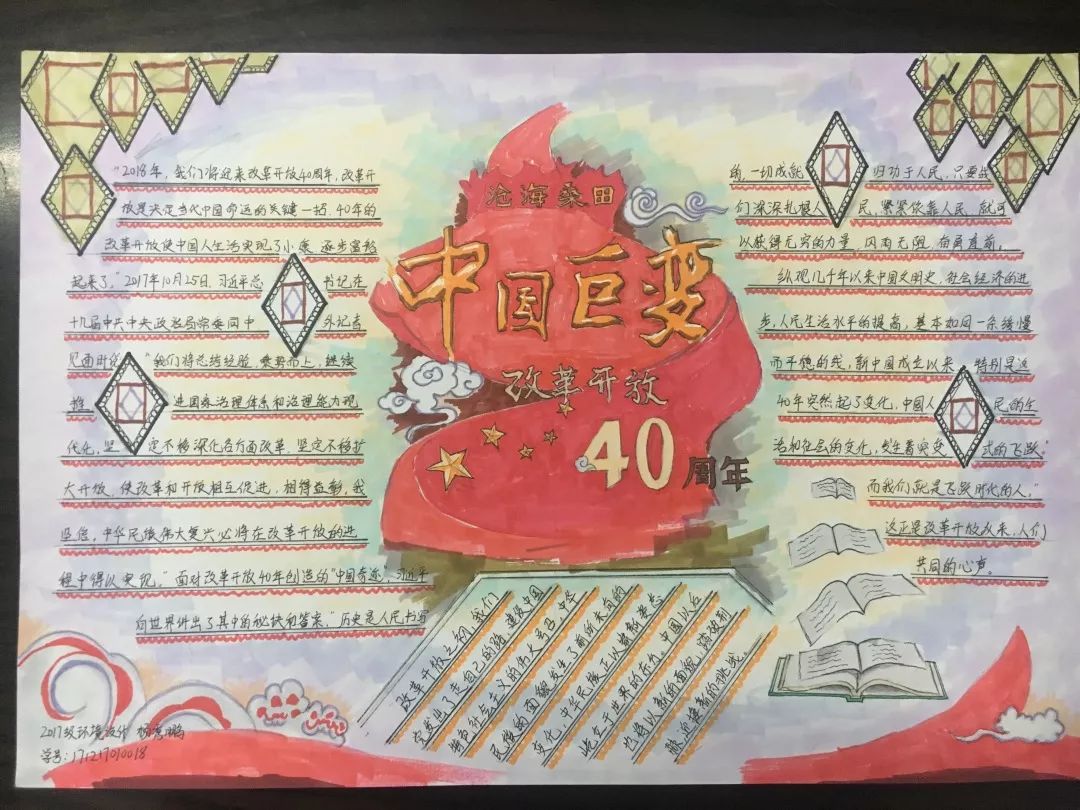 沧海桑田
中国巨变
改革开放
40周年
"2018年，我们将迎来改革开放40周年，改革开
放是决定当代中国命运的关键一招，40年的
改革开放使中国人生活实现了小康，逐步富裕
起来了。"2017年10月25日，习近平总书记在
十九届中共中央政治局常委同中外记者
见面时说："我们将总结经验，乘势而上，继续
推进国家治理体系和治理能力现
代化，坚定不移深化各方面改革，坚定不移扩
大开放，使改革和开放相互促进，相得益彰，我
坚信，中华民族伟大复兴必将在改革开放的进
程中得以实现。"面对改革开放40年创造的"中国奇迹，习近平
向世界讲出了其中的秘诀和答案。"历史是人民书写
的，一切成就归功于人民，只要我
们深深扎根人民，紧紧依靠人民，就可
以获得无穷的力量，风雨无阻，奋勇直前。
纵观几千年以来中国文明史，社会经济的进
步，人民生活水平的提高，基本如同一条缓慢
而平稳的线，新中国成立以来特别是这
40年突然起了变化，中国人民的生
活和社会的变化，发生着突变式的飞跃。
而我们就是飞跃时代的人，"
这正是改革开放以来，人们
共同的心声。
改革开放之初，我们
走自己的路，建设中国
特色社会主义的伟大号召，中华
民族的面貌发生了前所未有的
变化，中华民族正以崭新姿态
屹立于世界的东方。中国以后
也将以新的面貌，
欢迎接新的挑战。
2017级环境设计 杨
学号：171217010018